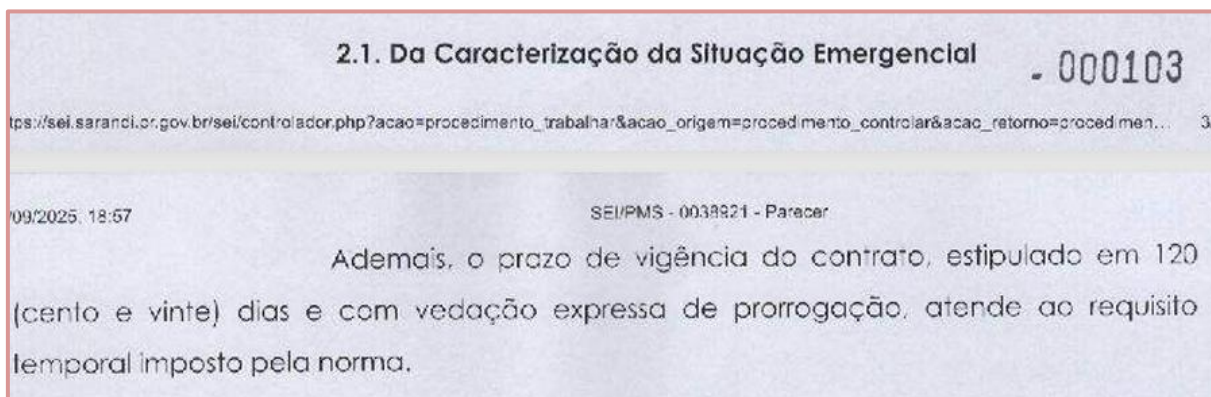 2.1. Da Caracterização da Situação Emergencial
- 000103
tps://sei.sarandi.pr.gov.br/sei/controlador.php?acao=procedimento_trabalhar&acao_origem=procedimento_controlar&acao_retorno=procedimen... 3/
/09/2025, 18:57 SEI/PMS - 0038921 - Parecer
Ademais, o prazo de vigência do contrato, estipulado em 120
(cento e vinte) dias e com vedação expressa de prorrogação, atende ao requisito
temporal imposto pela norma.